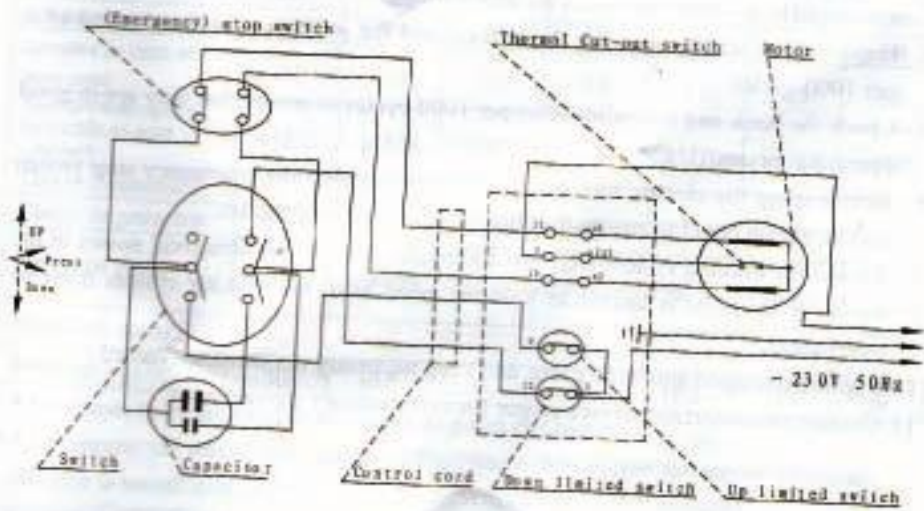 (Emergency) stop switch
Thermal Cut-out switch
Motor
UP
Press
Down
~ 230V 50Hz
Switch
Capacisor
Control cord
Down limited switch
Up limited switch